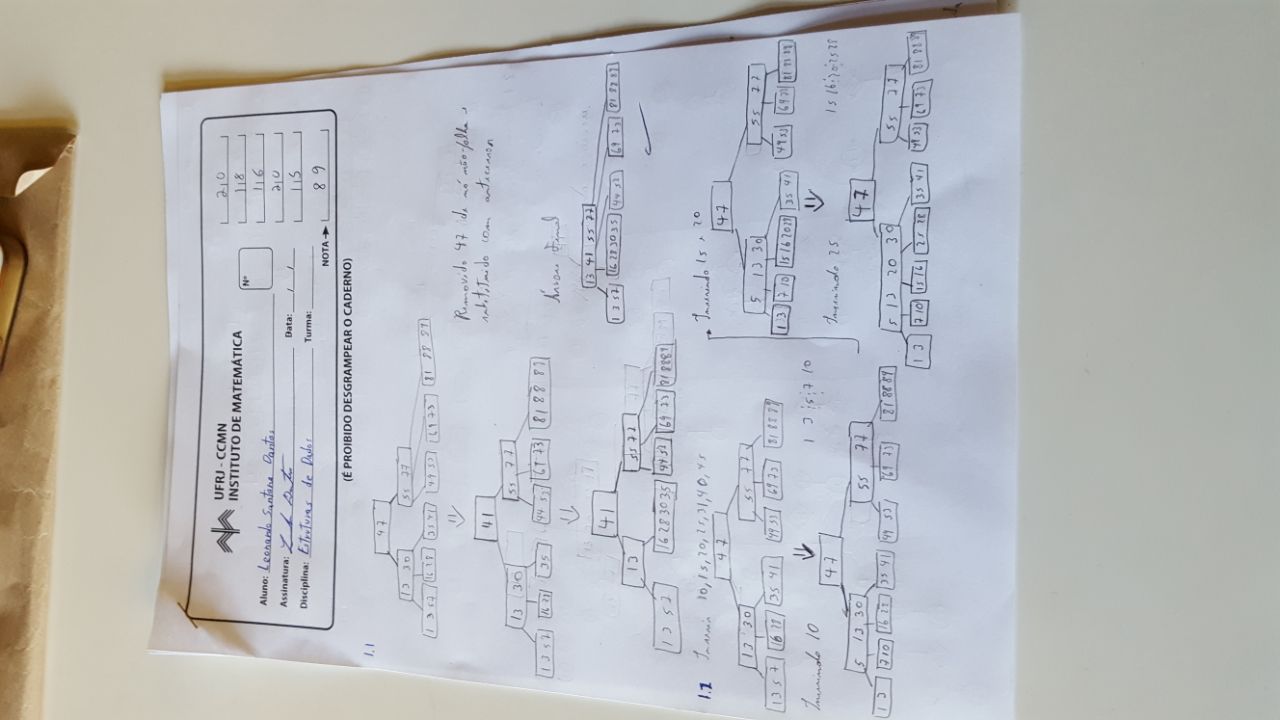 UFRJ - CCMN
INSTITUTO DE MATEMÁTICA
Nº
Aluno: Leonardo Santana Dantas
Assinatura:
Data: / /
Disciplina: Estruturas de Dados
Turma:
2,0
1,8
1,6
2,0
1,5
NOTA → 8 9
(É PROIBIDO DESGRAMPEAR O CADERNO)
1.1
47
13 30 55 77
1 3 5 7 16 28 35 41 49 53 69 73 81 88 89
Removido 47 de nó não-folha e
substituído com antecessor
41
13 30 55 77
1 3 5 7 16 28 35 49 53 69 73 81 88 89
41
13 55 77
1 3 5 7 16 28 30 35 49 53 69 73 81 88 89
Árvore Final
13 41 55 77
1 3 5 7 16 28 30 35 49 53 69 73 81 88 89
1.2 Inserir 10, 15, 20, 25, 31, 40, 45
47
13 30 55 77
1 3 5 7 16 28 35 41 49 53 69 73 81 88 89
Inserindo 10
1 3 5 7 10
47
5 13 30 55 77
1 3 7 10 16 28 35 41 49 53 69 73 81 88 89
Inserindo 15 e 20
47
5 13 30 55 77
1 3 7 10 15 16 20 28 35 41 49 53 69 73 81 88 89
Inserindo 25
15 16 20 25 28
47
5 13 20 30 55 77
1 3 7 10 15 16 25 28 35 41 49 53 69 73 81 88 89